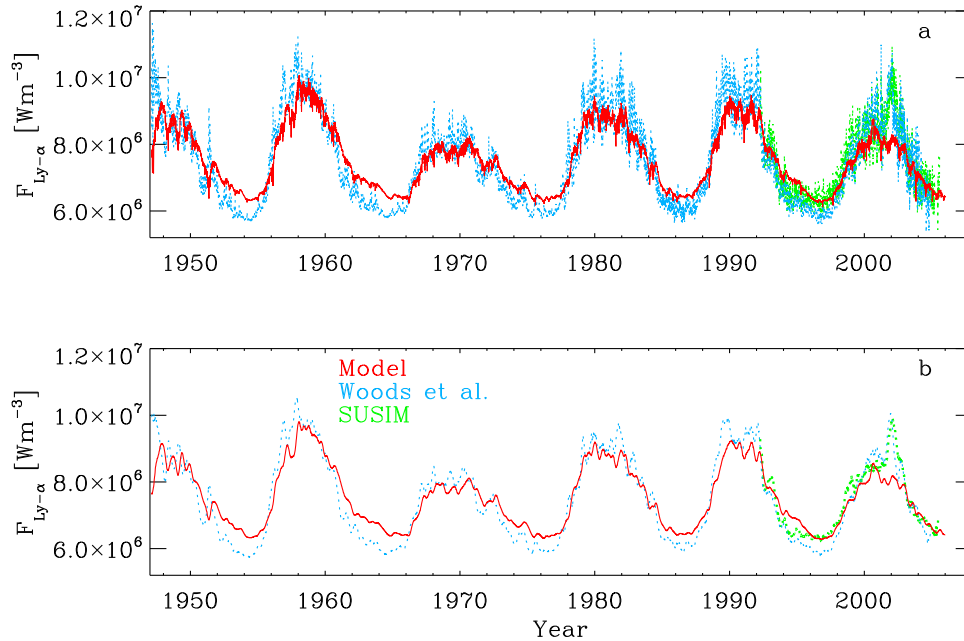 a
1.2×10⁷
1.0×10⁷
8.0×10⁶
6.0×10⁶
F_Ly−α [Wm⁻³]
1950 1960 1970 1980 1990 2000
b
1.2×10⁷
1.0×10⁷
8.0×10⁶
6.0×10⁶
F_Ly−α [Wm⁻³]
Model
Woods et al.
SUSIM
1950 1960 1970 1980 1990 2000
Year